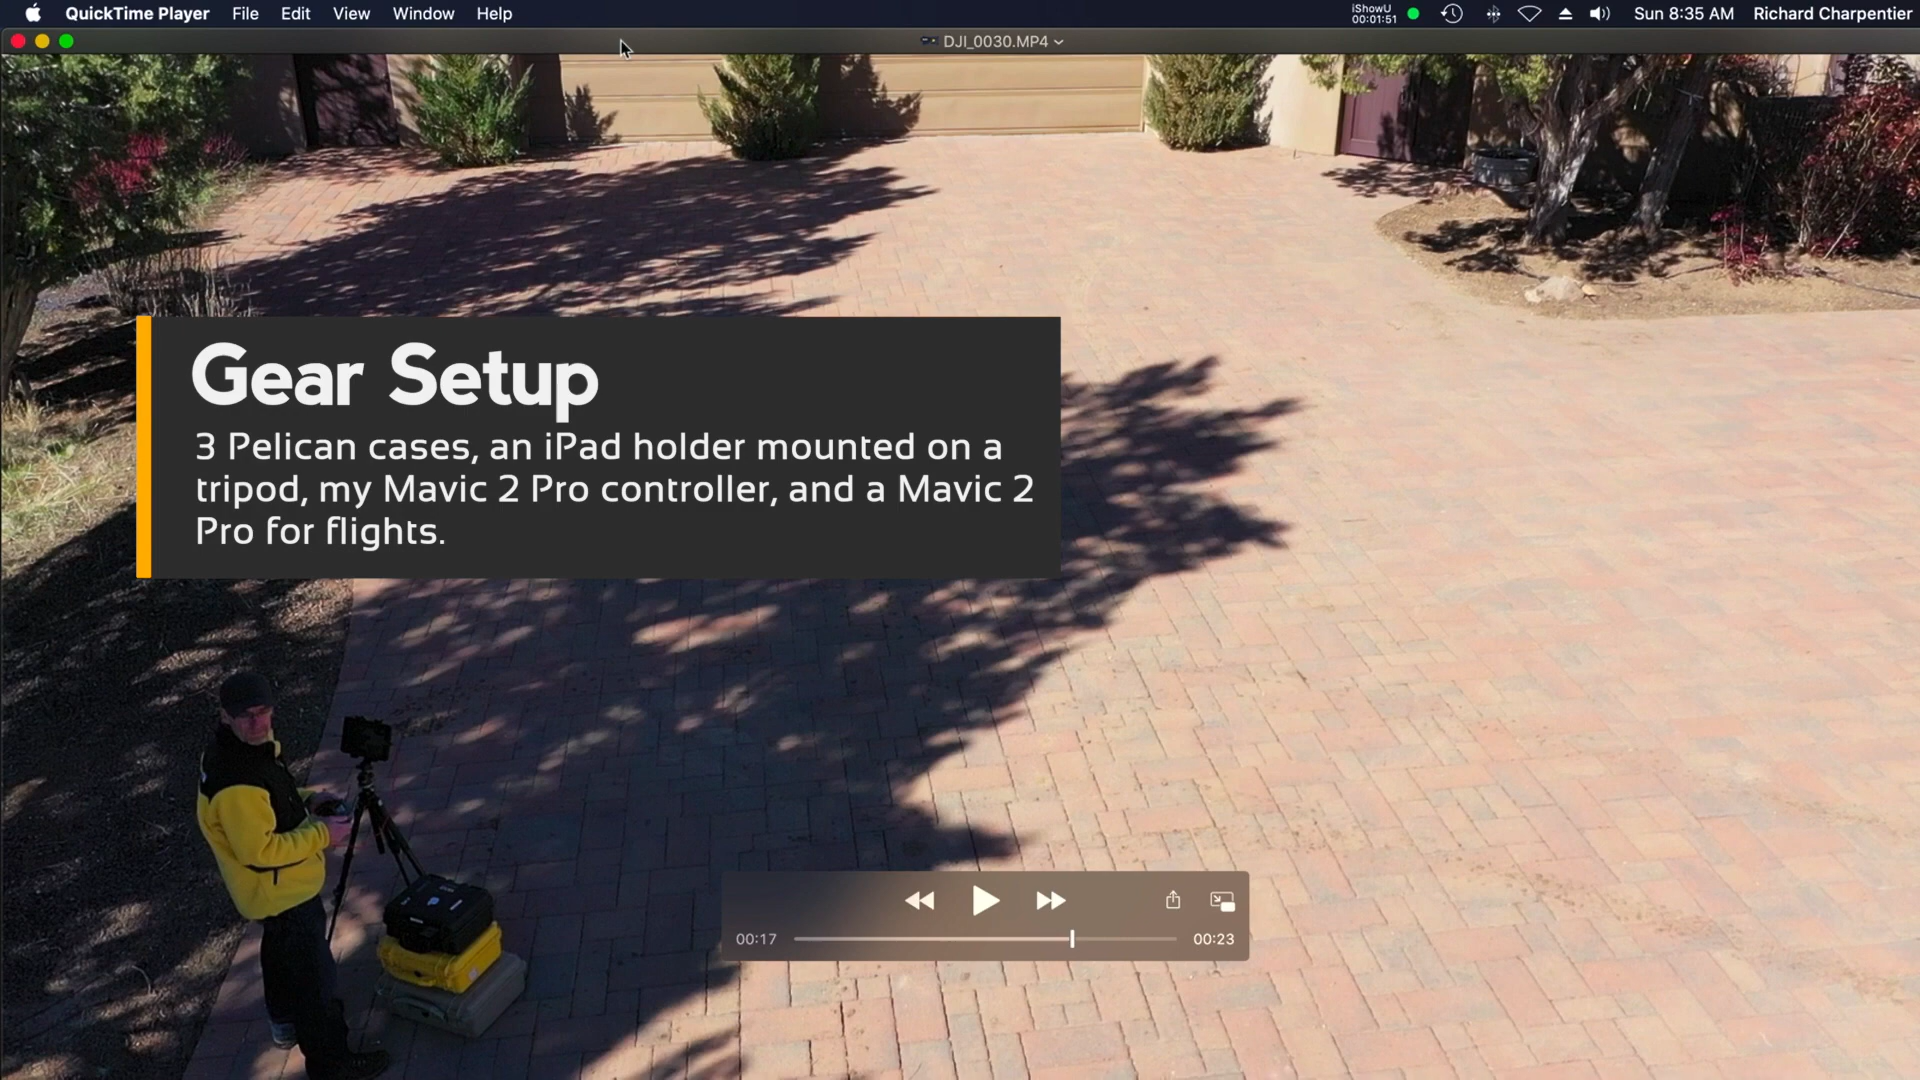 QuickTime Player File Edit View Window Help iShowU 00:01:51 Sun 8:35 AM Richard Charpentier
DJI_0030.MP4
Gear Setup
3 Pelican cases, an iPad holder mounted on a
tripod, my Mavic 2 Pro controller, and a Mavic 2
Pro for flights.
00:17 00:23